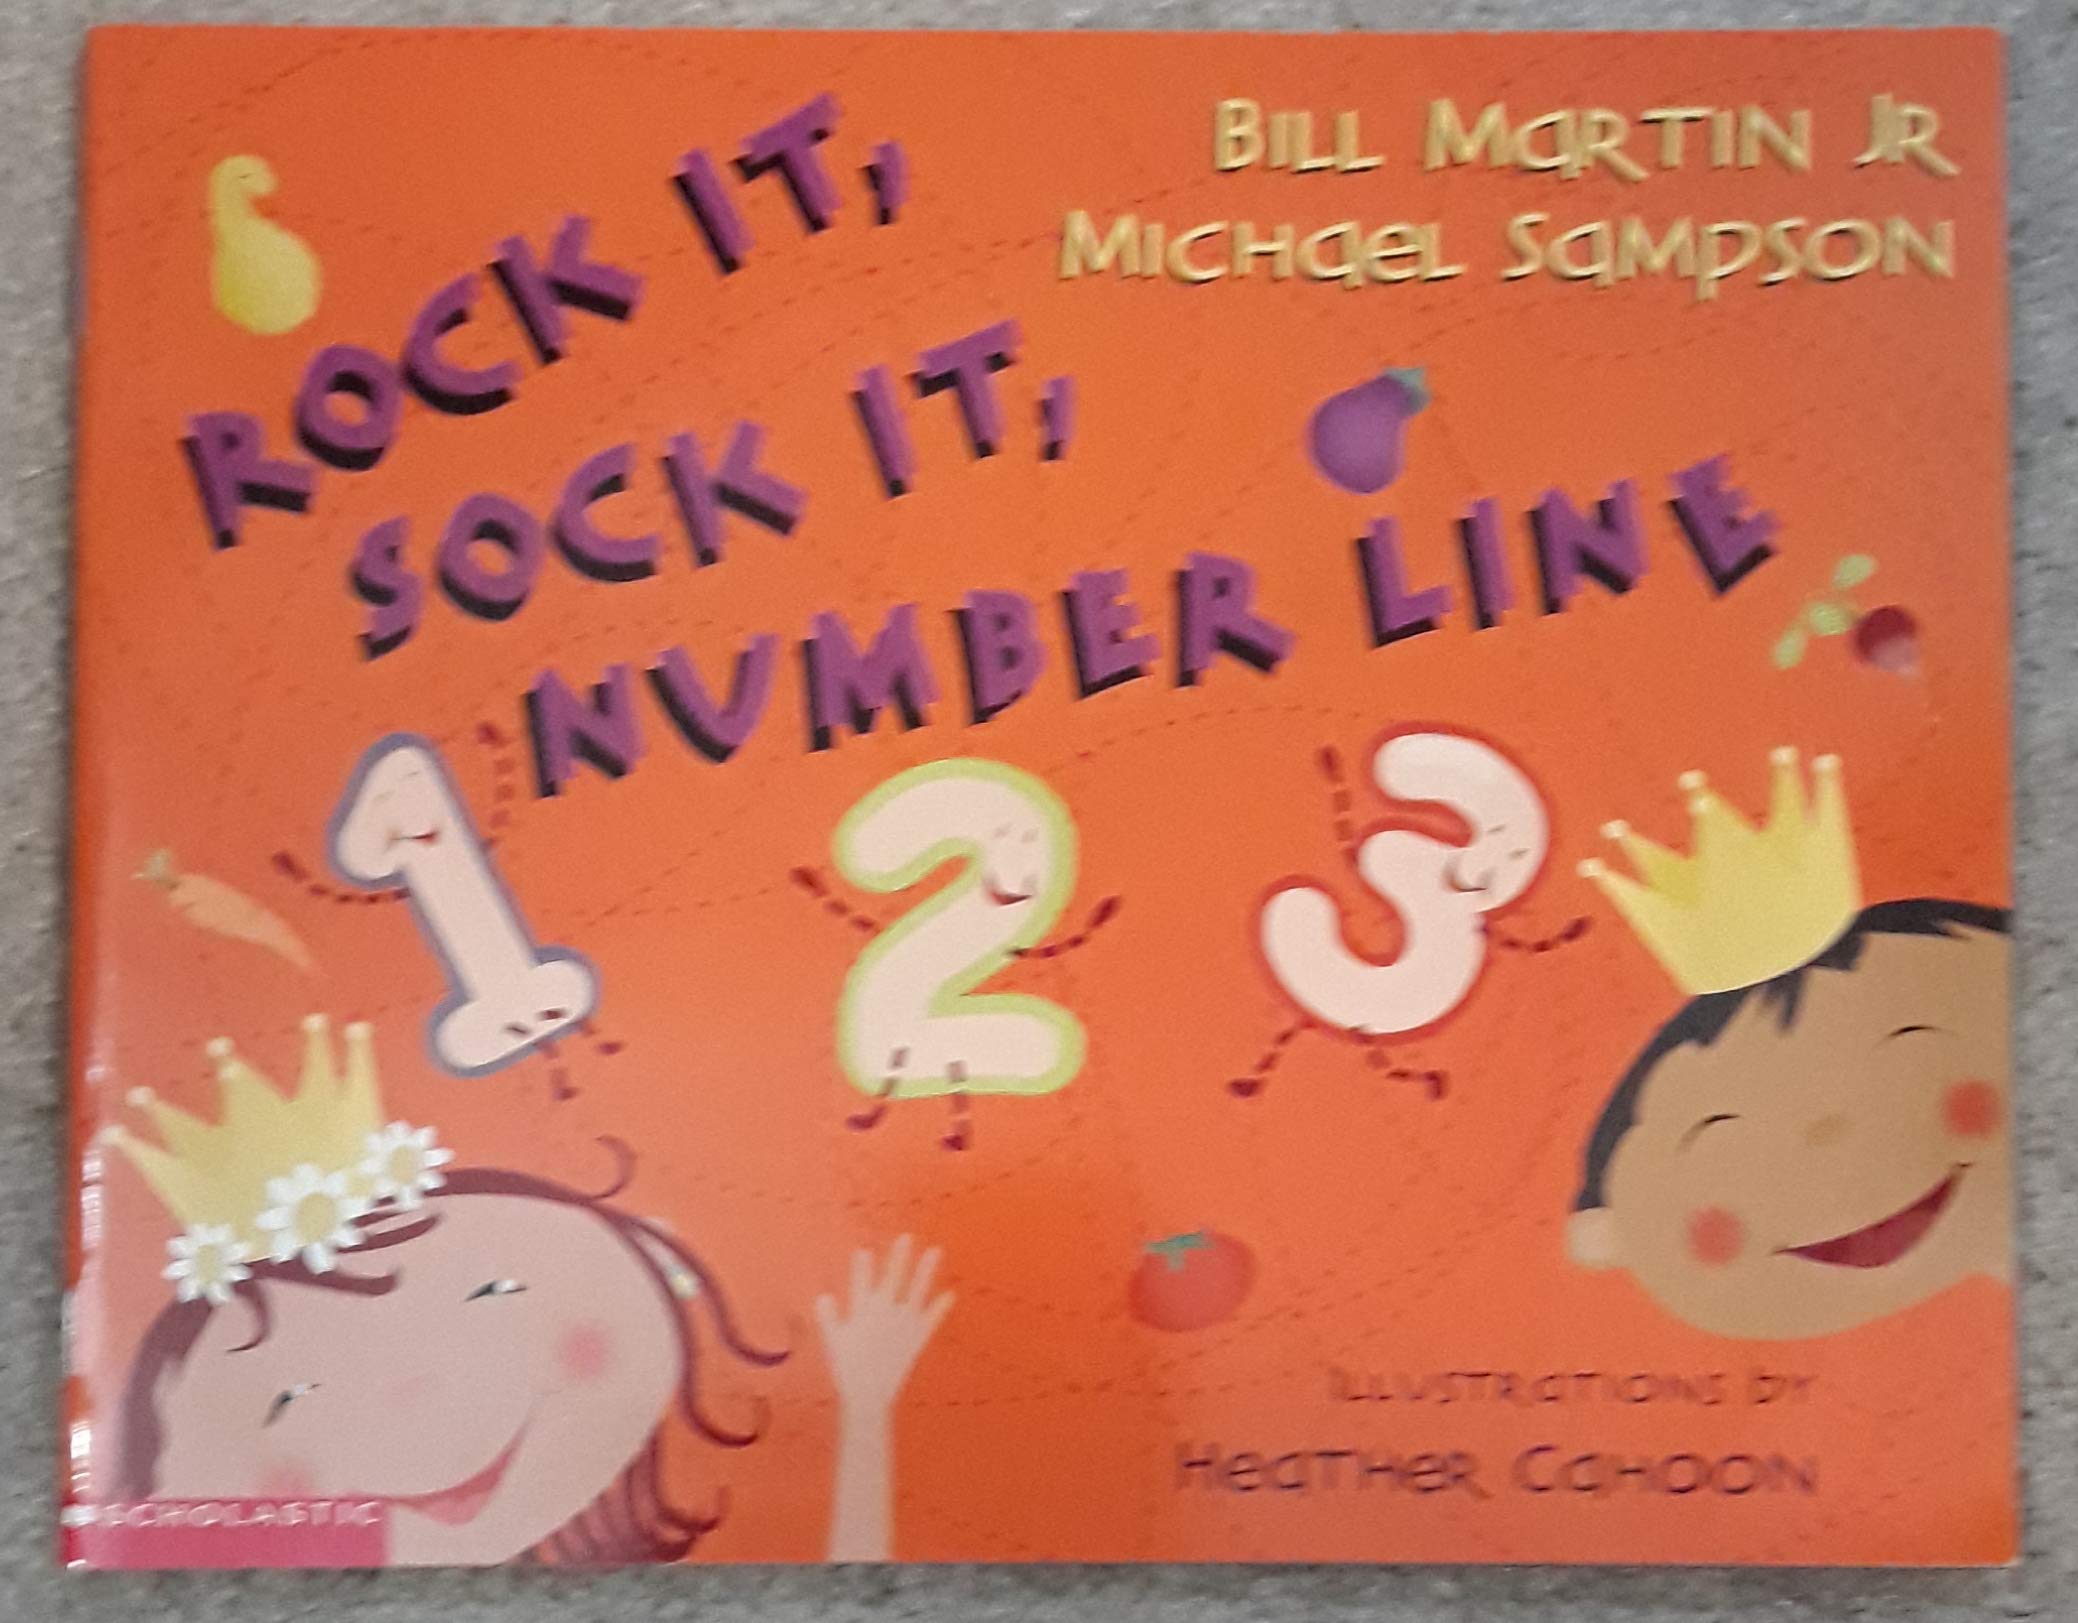 Bill Martin Jr
Michael Sampson
Rock It,
Sock It,
Number Line
1 2 3
Illustrations by
Heather Cahoon
SCHOLASTIC